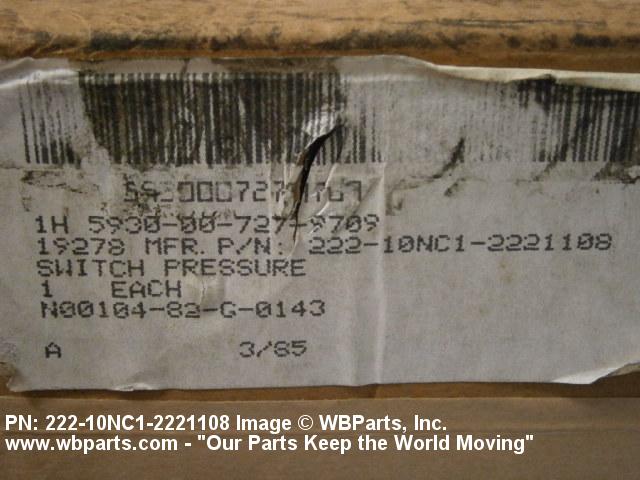 1H 5930-00-727-9709
19278 MFR. P/N: 222-10NC1-2221108
SWITCH PRESSURE
1 EACH
N00104-82-G-0143
A 3/85
PN: 222-10NC1-2221108 Image © WBParts, Inc.
www.wbparts.com - "Our Parts Keep the World Moving"